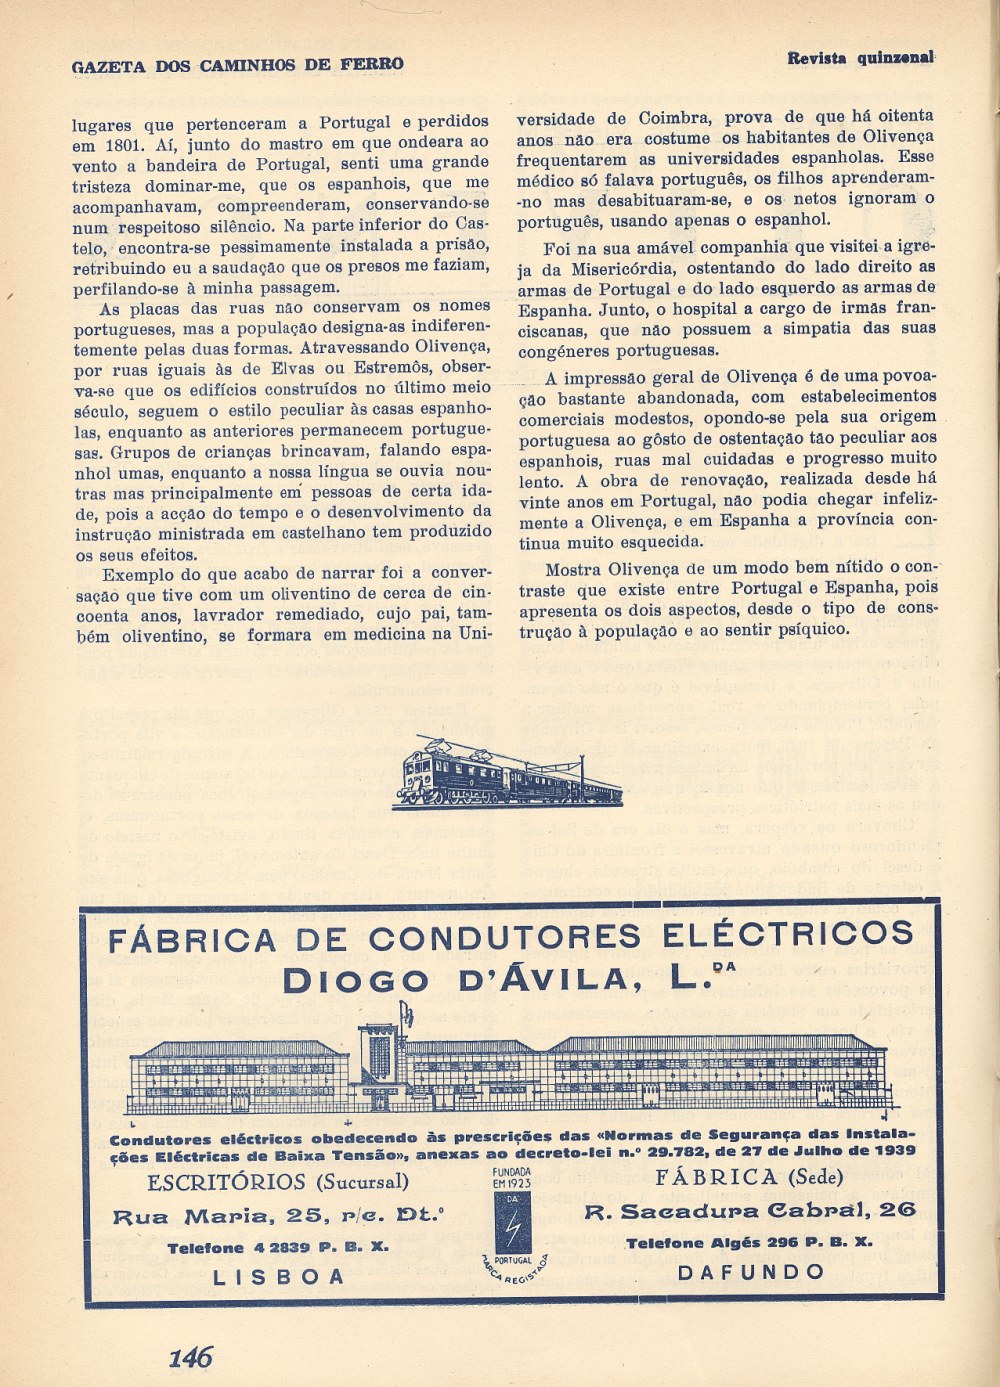 GAZETA DOS CAMINHOS DE FERRO
Revista quinzenal
lugares que pertenceram a Portugal e perdidos
em 1801. Aí, junto do mastro em que ondeara ao
vento a bandeira de Portugal, senti uma grande
tristeza dominar-me, que os espanhois, que me
acompanhavam, compreenderam, conservando-se
num respeitoso silêncio. Na parte inferior do Cas-
telo, encontra-se pessimamente instalada a prisão,
retribuindo eu a saudação que os presos me faziam,
perfilando-se à minha passagem.
As placas das ruas não conservam os nomes
portugueses, mas a população designa-as indiferen-
temente pelas duas formas. Atravessando Olivença,
por ruas iguais às de Elvas ou Estremôs, obser-
va-se que os edifícios construídos no último meio
século, seguem o estilo peculiar às casas espanho-
las, enquanto as anteriores permanecem portugue-
sas. Grupos de crianças brincavam, falando espa-
nhol umas, enquanto a nossa língua se ouvia nou-
tras mas principalmente em pessoas de certa ida-
de, pois a acção do tempo e o desenvolvimento da
instrução ministrada em castelhano tem produzido
os seus efeitos.
Exemplo do que acabo de narrar foi a conver-
sação que tive com um oliventino de cerca de cin-
coenta anos, lavrador remediado, cujo pai, tam-
bém oliventino, se formara em medicina na Uni-
versidade de Coimbra, prova de que há oitenta
anos não era costume os habitantes de Olivença
frequentarem as universidades espanholas. Esse
médico só falava português, os filhos aprenderam-
-no mas desabituaram-se, e os netos ignoram o
português, usando apenas o espanhol.
Foi na sua amável companhia que visitei a igre-
ja da Misericórdia, ostentando do lado direito as
armas de Portugal e do lado esquerdo as armas de
Espanha. Junto, o hospital a cargo de irmãs fran-
ciscanas, que não possuem a simpatia das suas
congéneres portuguesas.
A impressão geral de Olivença é de uma povoa-
ção bastante abandonada, com estabelecimentos
comerciais modestos, opondo-se pela sua origem
portuguesa ao gôsto de ostentação tão peculiar aos
espanhois, ruas mal cuidadas e progresso muito
lento. A obra de renovação, realizada desde há
vinte anos em Portugal, não podia chegar infeliz-
mente a Olivença, e em Espanha a província con-
tinua muito esquecida.
Mostra Olivença de um modo bem nítido o con-
traste que existe entre Portugal e Espanha, pois
apresenta os dois aspectos, desde o tipo de cons-
trução à população e ao sentir psíquico.
FÁBRICA DE CONDUTORES ELÉCTRICOS
DIOGO D'ÁVILA, L.DA
Condutores eléctricos obedecendo às prescrições das «Normas de Segurança das Instala-
ções Eléctricas de Baixa Tensão», anexas ao decreto-lei n.º 29.782, de 27 de Julho de 1939
ESCRITÓRIOS (Sucursal)
Rua Maria, 25, r/c. Dt.º
Telefone 4 2839 P. B. X.
LISBOA
FUNDADA
EM 1923
DA
PORTUGAL
MARCA REGISTADA
FÁBRICA (Sede)
R. Sacadura Cabral, 26
Telefone Algés 296 P. B. X.
DAFUNDO
146